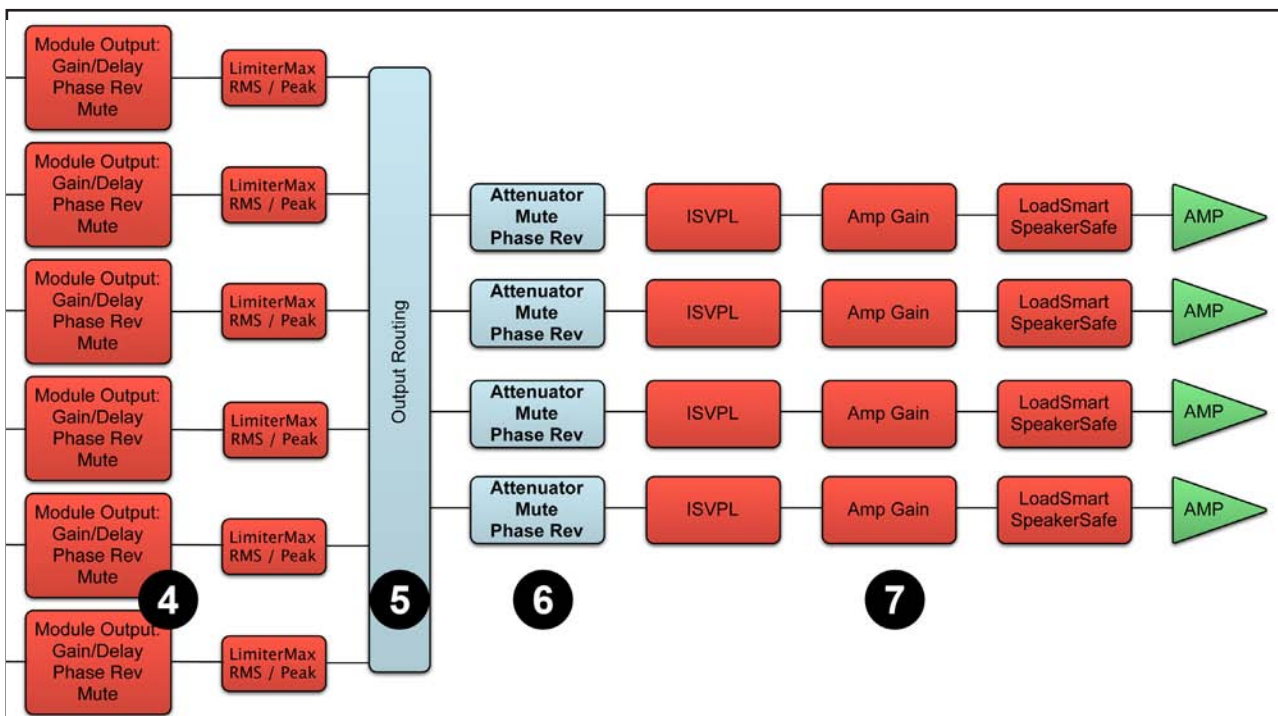 Module Output:
Gain/Delay
Phase Rev
Mute
LimiterMax
RMS / Peak
Module Output:
Gain/Delay
Phase Rev
Mute
LimiterMax
RMS / Peak
Module Output:
Gain/Delay
Phase Rev
Mute
LimiterMax
RMS / Peak
Module Output:
Gain/Delay
Phase Rev
Mute
LimiterMax
RMS / Peak
Module Output:
Gain/Delay
Phase Rev
Mute
LimiterMax
RMS / Peak
Module Output:
Gain/Delay
Phase Rev
Mute
LimiterMax
RMS / Peak
Output Routing
Attenuator
Mute
Phase Rev
ISVPL
Amp Gain
LoadSmart
SpeakerSafe
AMP
Attenuator
Mute
Phase Rev
ISVPL
Amp Gain
LoadSmart
SpeakerSafe
AMP
Attenuator
Mute
Phase Rev
ISVPL
Amp Gain
LoadSmart
SpeakerSafe
AMP
Attenuator
Mute
Phase Rev
ISVPL
Amp Gain
LoadSmart
SpeakerSafe
AMP
4
5
6
7